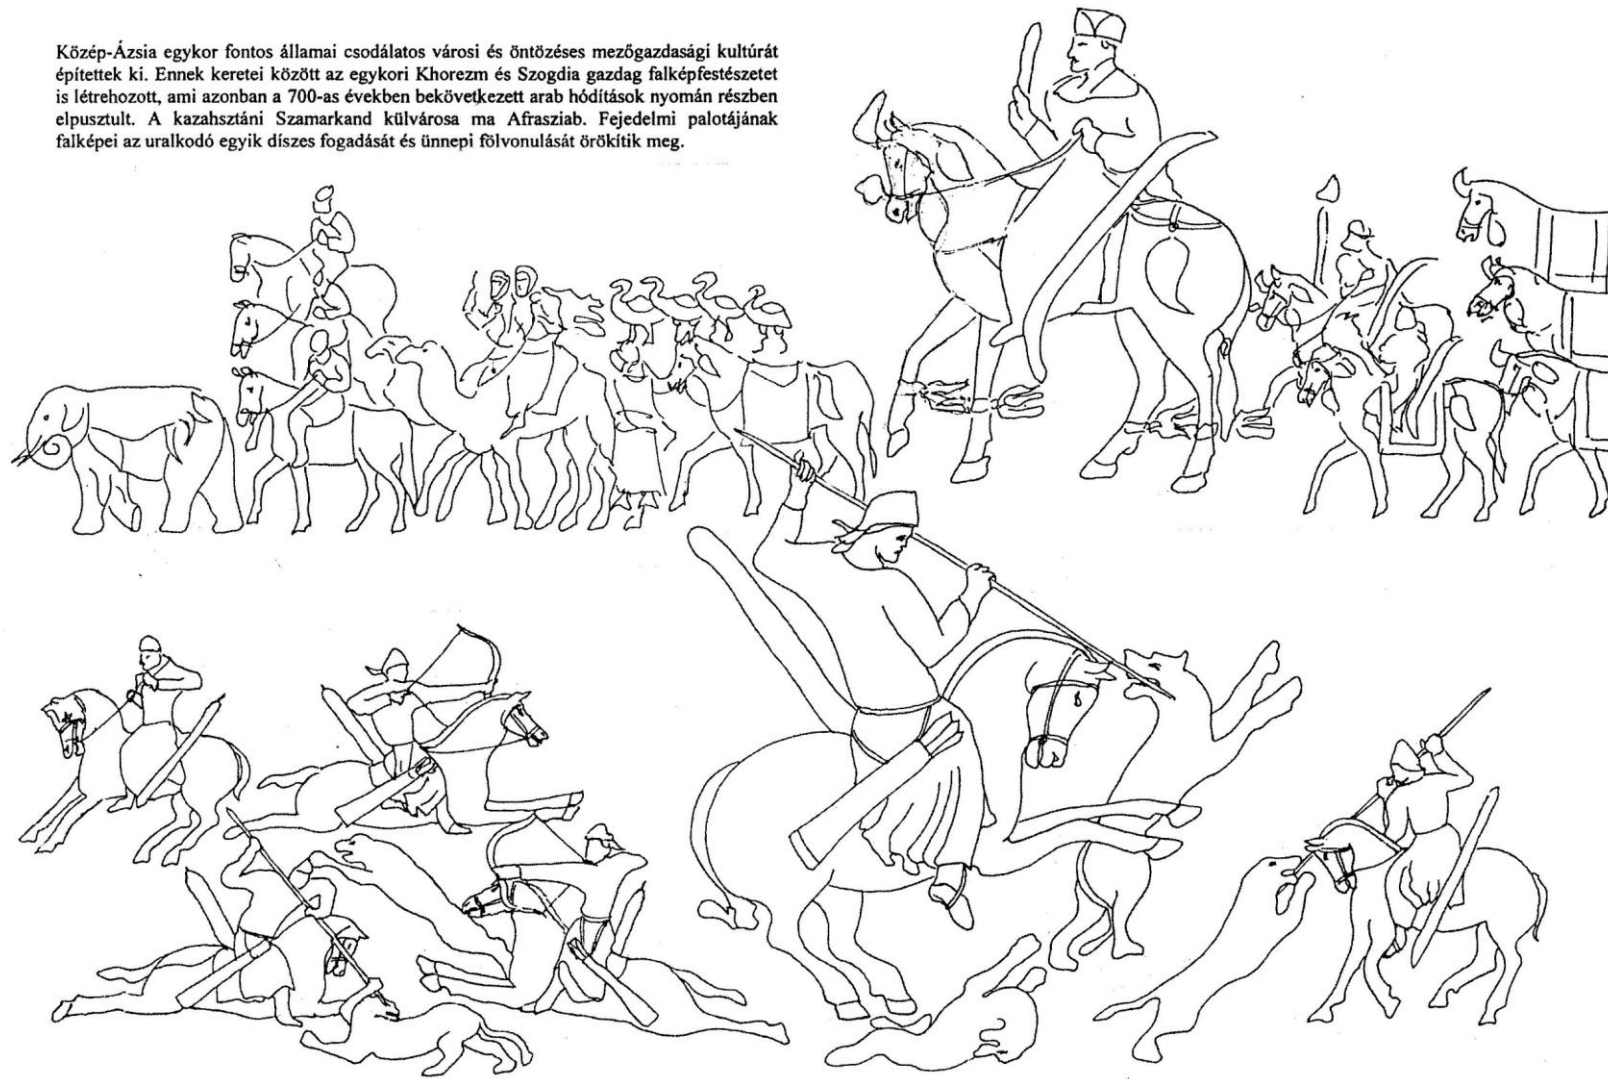 Közép-Ázsia egykor fontos államai csodálatos városi és öntözéses mezőgazdasági kultúrát
építettek ki. Ennek keretei között az egykori Khorezm és Szogdia gazdag falképfestészetet
is létrehozott, ami azonban a 700-as években bekövetkezett arab hódítások nyomán részben
elpusztult. A kazahsztáni Szamarkand külvárosa ma Afrasziab. Fejedelmi palotájának
falképei az uralkodó egyik díszes fogadását és ünnepi fölvonulását örökítik meg.